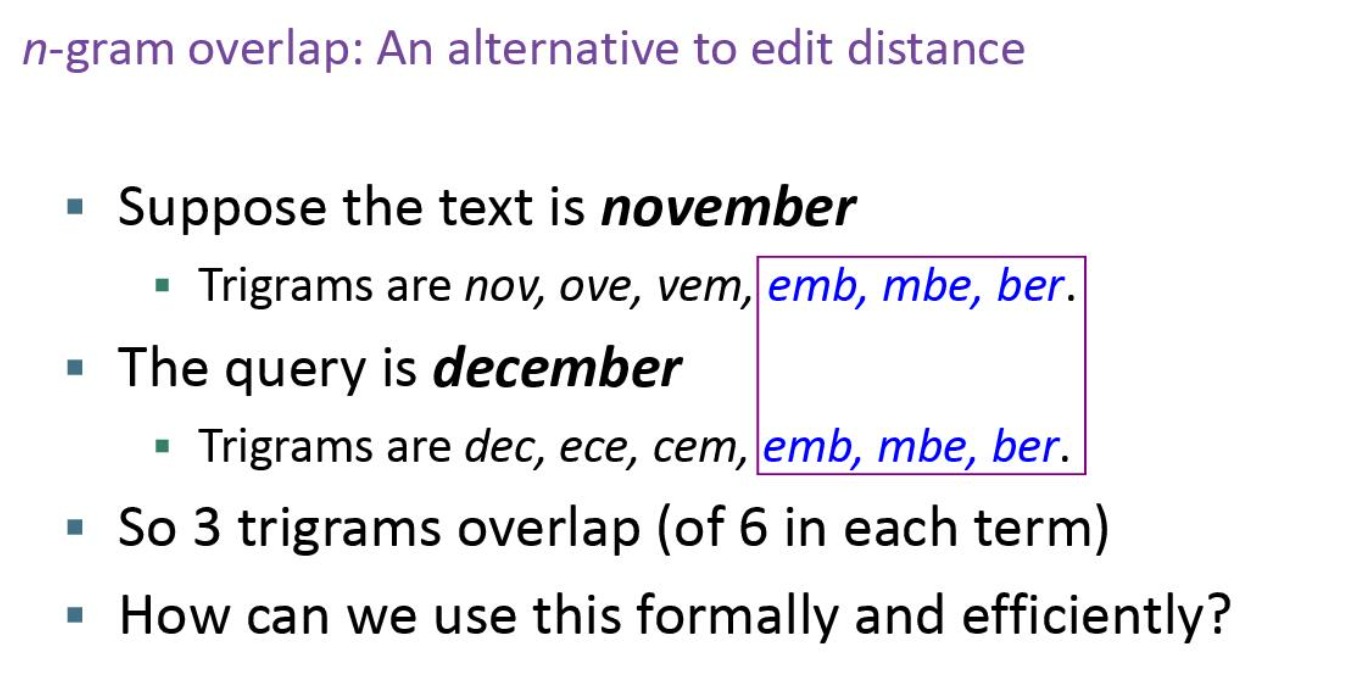 n-gram overlap: An alternative to edit distance
▪ Suppose the text is november
▪ Trigrams are nov, ove, vem, emb, mbe, ber.
▪ The query is december
▪ Trigrams are dec, ece, cem, emb, mbe, ber.
▪ So 3 trigrams overlap (of 6 in each term)
▪ How can we use this formally and efficiently?